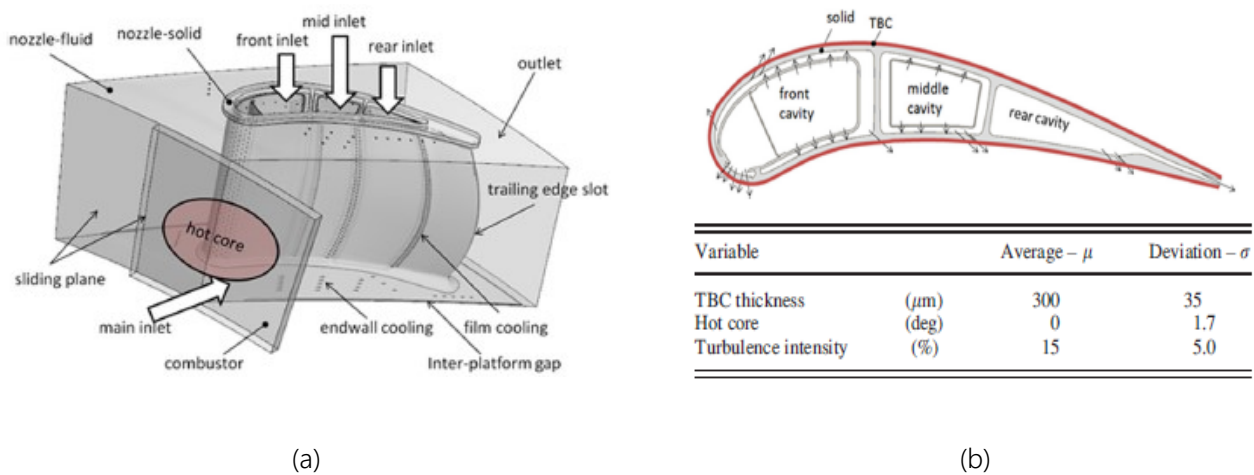 nozzle-fluid
nozzle-solid
front inlet
mid inlet
rear inlet
outlet
trailing edge slot
hot core
sliding plane
main inlet
combustor
endwall cooling
film cooling
Inter-platform gap
(a)
solid
TBC
front
cavity
middle
cavity
rear cavity
Variable Average – μ Deviation – σ
TBC thickness (μm) 300 35
Hot core (deg) 0 1.7
Turbulence intensity (%) 15 5.0
(b)